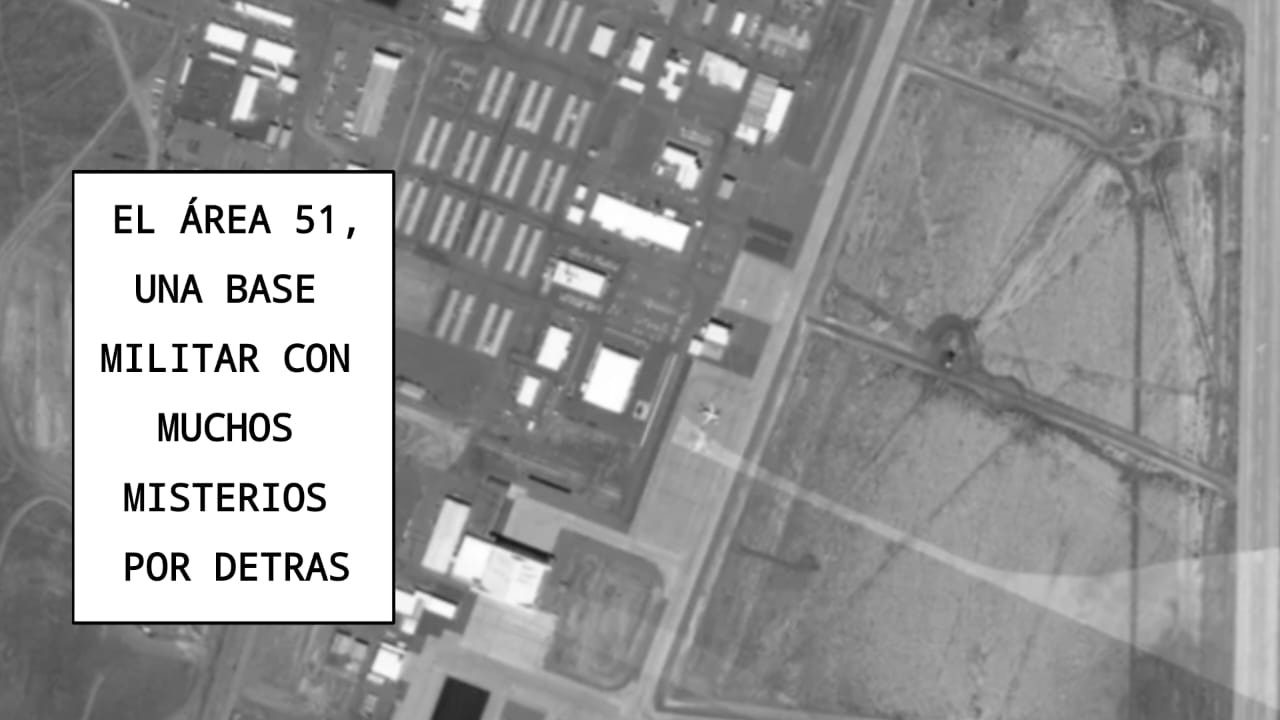 EL ÁREA 51,
UNA BASE
MILITAR CON
MUCHOS
MISTERIOS
POR DETRAS